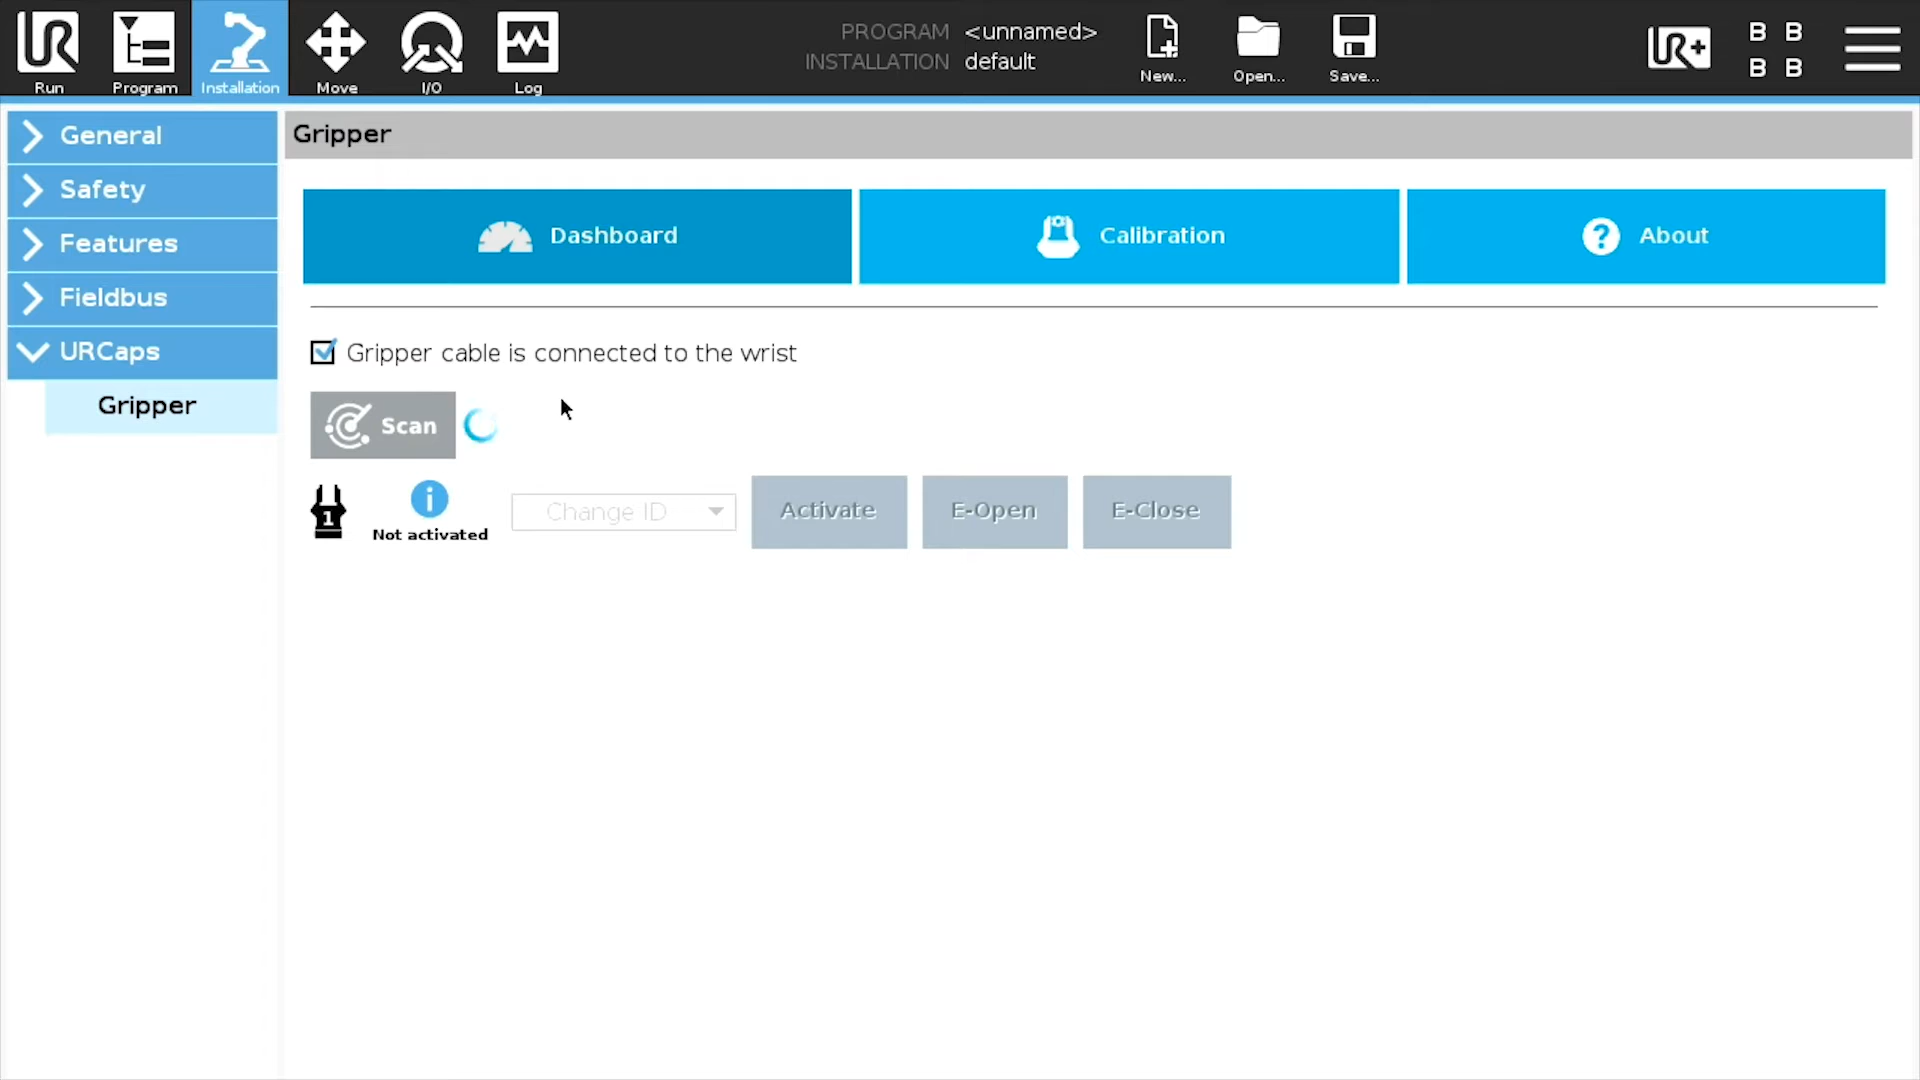 Run
Program
Installation
Move
I/O
Log
PROGRAM <unnamed>
INSTALLATION default
New...
Open...
Save...
UR+
B B
B B
General
Safety
Features
Fieldbus
URCaps
Gripper
Gripper
Dashboard
Calibration
? About
Gripper cable is connected to the wrist
Scan
1
i
Not activated
Change ID
Activate
E-Open
E-Close